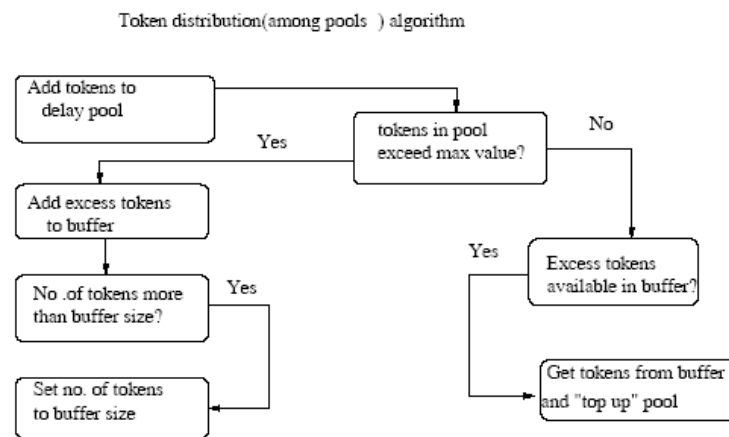 Token distribution(among pools ) algorithm
Add tokens to
delay pool
tokens in pool
exceed max value?
Yes
No
Add excess tokens
to buffer
No .of tokens more
than buffer size?
Yes
Yes
Excess tokens
available in buffer?
Set no. of tokens
to buffer size
Get tokens from buffer
and "top up" pool